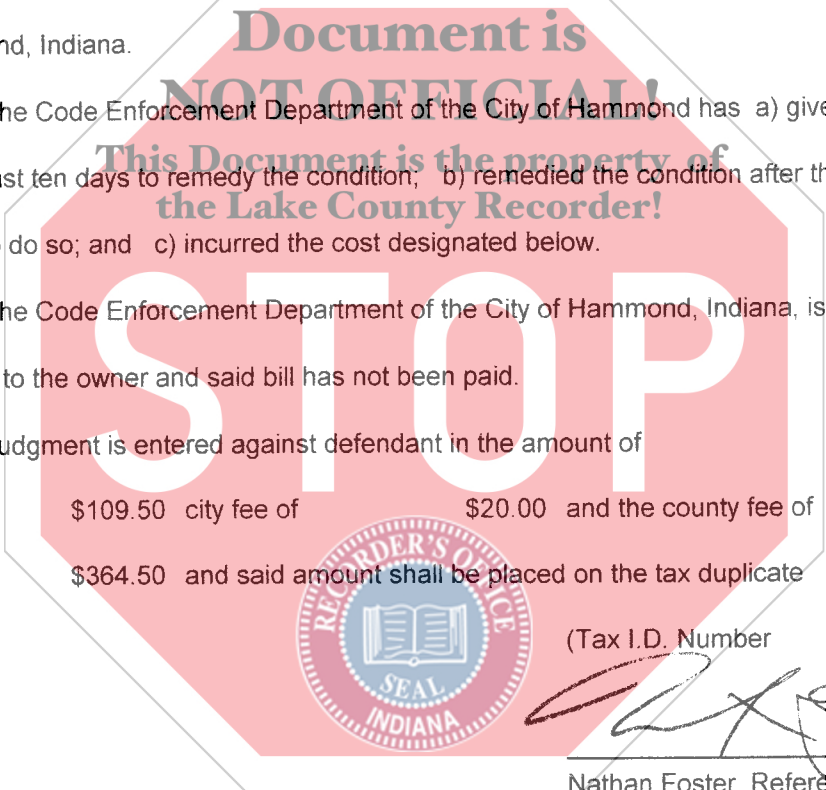 Document is
nd, Indiana.
NOT OFFICIAL!
he Code Enforcement Department of the City of Hammond has a) give
This Document is the property of
ast ten days to remedy the condition; b) remedied the condition after th
the Lake County Recorder!
do so; and c) incurred the cost designated below.
STOP
he Code Enforcement Department of the City of Hammond, Indiana, is
to the owner and said bill has not been paid.
udgment is entered against defendant in the amount of
$109.50 city fee of $20.00 and the county fee of
$364.50 and said amount shall be placed on the tax duplicate
RECORDER'S OFFICE
SEAL
INDIANA
(Tax I.D. Number
Nathan Foster Refere